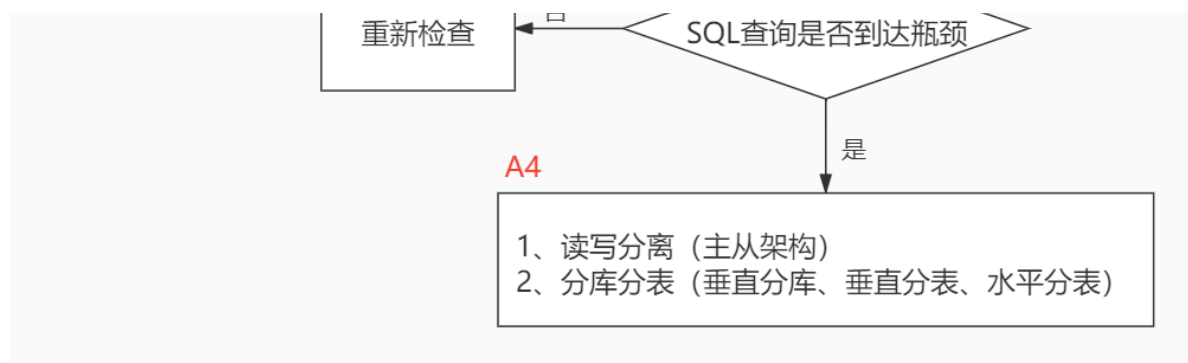 重新检查
SQL查询是否到达瓶颈
是
A4
1、读写分离（主从架构）
2、分库分表（垂直分库、垂直分表、水平分表）